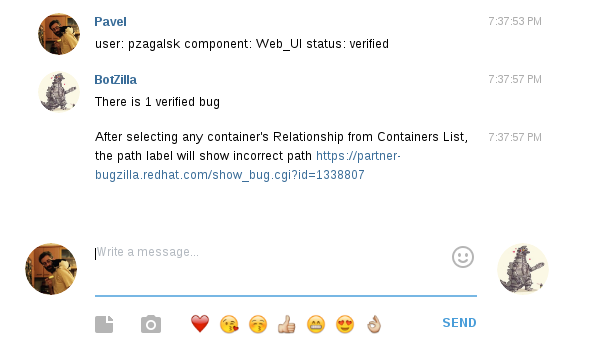 Pavel 7:37:53 PM
user: pzagalsk component: Web_UI status: verified
BotZilla 7:37:57 PM
There is 1 verified bug
After selecting any container's Relationship from Containers List, 7:37:57 PM
the path label will show incorrect path https://partner-
bugzilla.redhat.com/show_bug.cgi?id=1338807
Write a message...
SEND